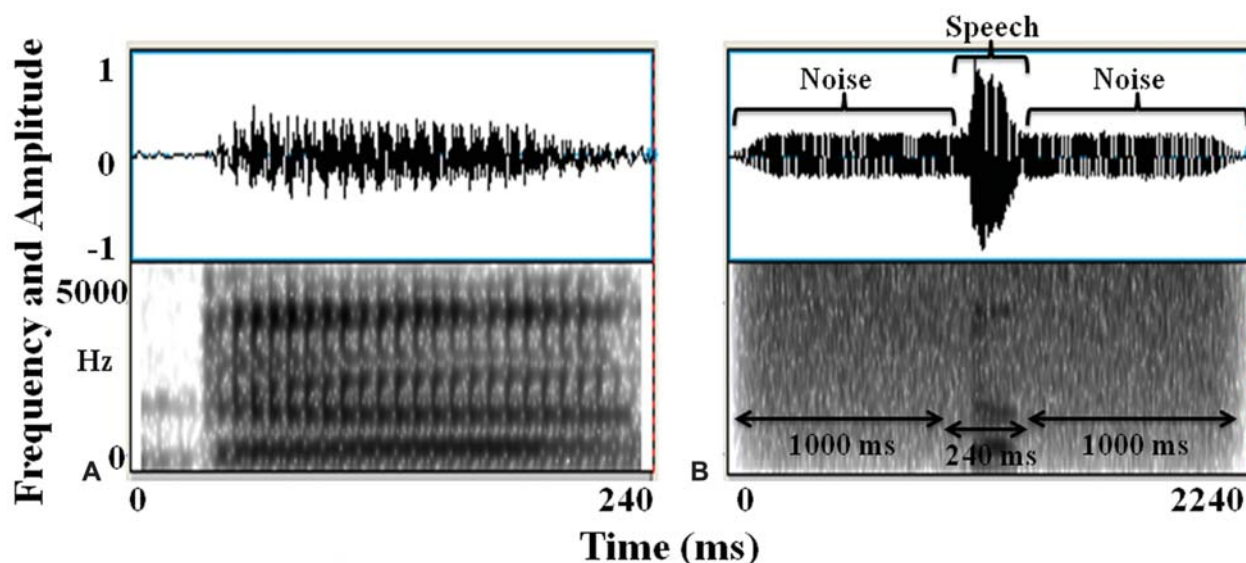 Frequency and Amplitude
1
0
-1
5000
Hz
0
A
0
240
Speech
Noise
Noise
1000 ms
240 ms
1000 ms
B
0
2240
Time (ms)